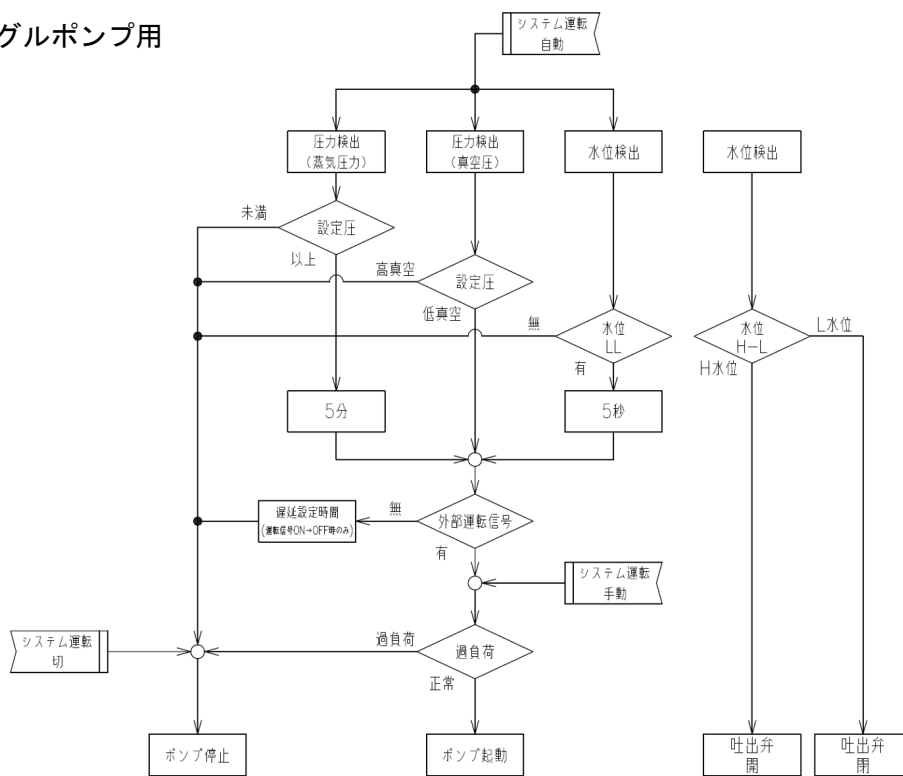 グルポンプ用
システム運転
自動
圧力検出
(蒸気圧力)
圧力検出
(真空圧)
水位検出
水位検出
未満
設定圧
以上
高真空
設定圧
低真空
無
水位
LL
有
水位
H-L
L水位
H水位
5分
5秒
遅延設定時間
(運転信号ON→OFF時のみ)
無
外部運転信号
有
システム運転
手動
システム運転
切
過負荷
過負荷
正常
ポンプ停止
ポンプ起動
吐出弁
開
吐出弁
閉